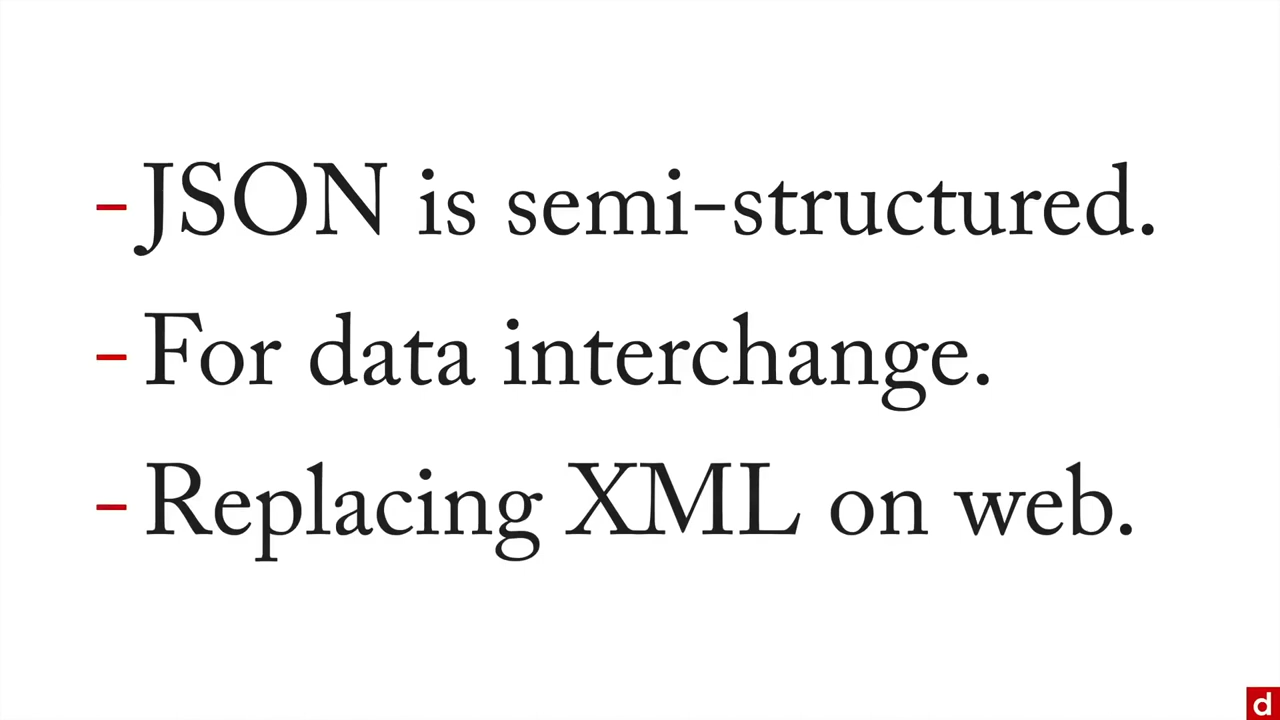 -JSON is semi-structured.
-For data interchange.
-Replacing XML on web.
d